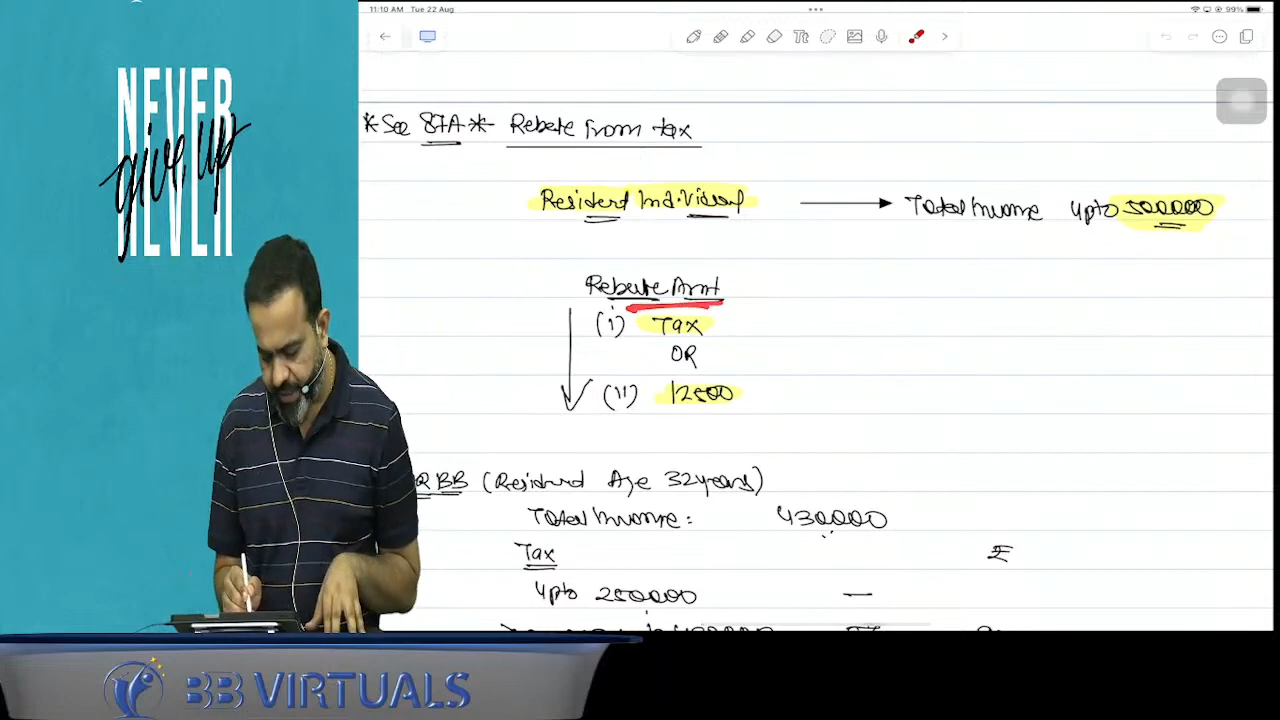 11:10 AM Tue 22 Aug
99%
NEVER
give up
NEVER
*Sec 87A* Rebate from tax
Resident Individual → Total Income upto 500000
Rebate Amt
(i) Tax
OR
(ii) 12500
BB (Resident Age 32 years)
Total Income: 430000
Tax ₹
upto 250000 —
BB VIRTUALS